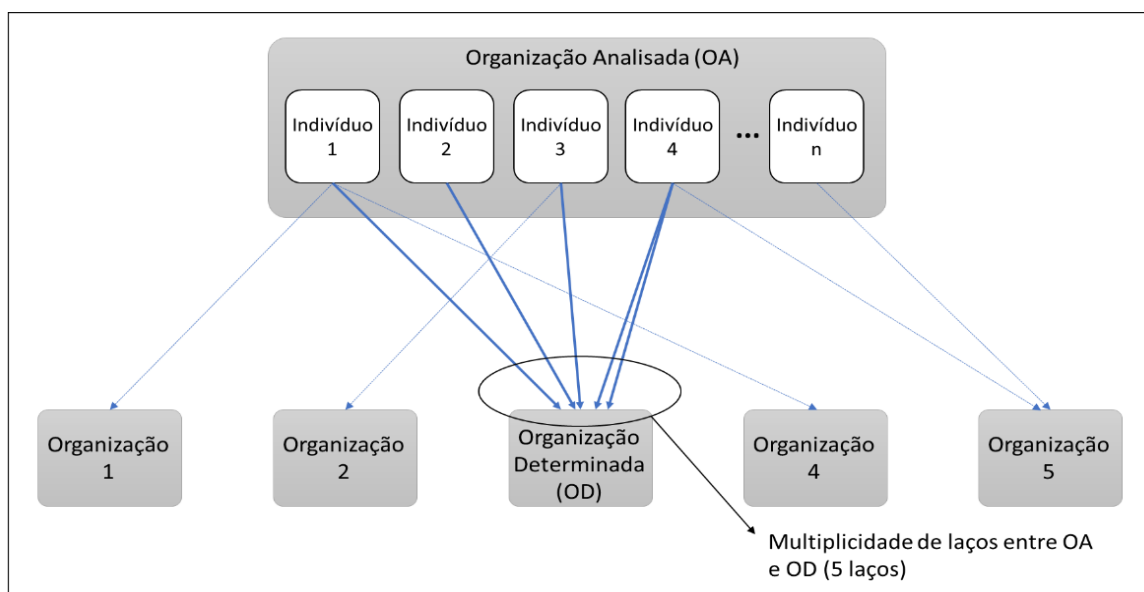 Organização Analisada (OA)
Indivíduo
1
Indivíduo
2
Indivíduo
3
Indivíduo
4
...
Indivíduo
n
Organização
1
Organização
2
Organização
Determinada
(OD)
Organização
4
Organização
5
Multiplicidade de laços entre OA
e OD (5 laços)